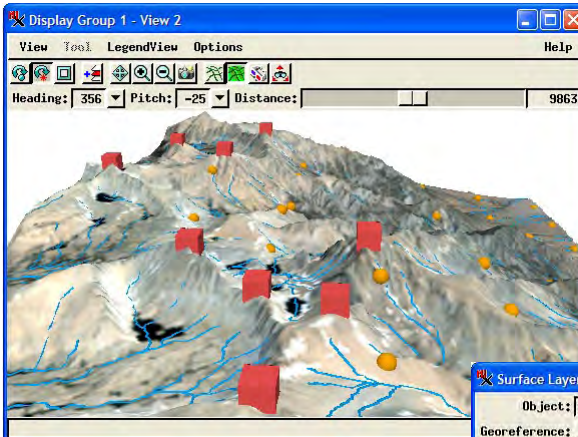 Display Group 1 - View 2
View Tool LegendView Options Help
Heading: 356 Pitch: -25 Distance: 9863
Surface Laye
Object:
Georeference: